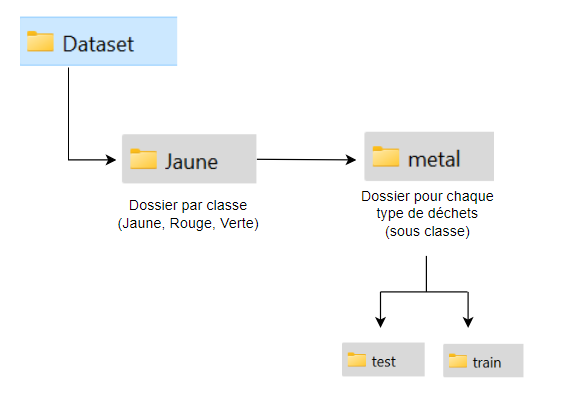 Dataset
Jaune
metal
Dossier par classe
(Jaune, Rouge, Verte)
Dossier pour chaque
type de déchets
(sous classe)
test
train